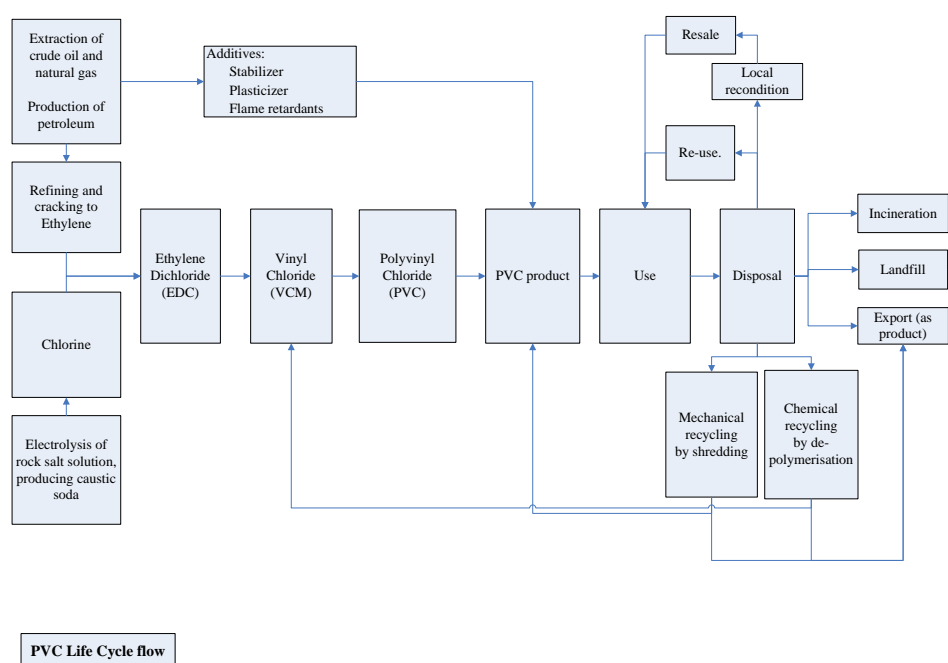 Extraction of
crude oil and
natural gas
Production of
petroleum
Additives:
Stabilizer
Plasticizer
Flame retardants
Resale
Local
recondition
Re-use.
Refining and
cracking to
Ethylene
Ethylene
Dichloride
(EDC)
Vinyl
Chloride
(VCM)
Polyvinyl
Chloride
(PVC)
PVC product
Use
Disposal
Incineration
Landfill
Export (as
product)
Chlorine
Mechanical
recycling
by shredding
Chemical
recycling
by de-
polymerisation
Electrolysis of
rock salt solution,
producing caustic
soda
PVC Life Cycle flow